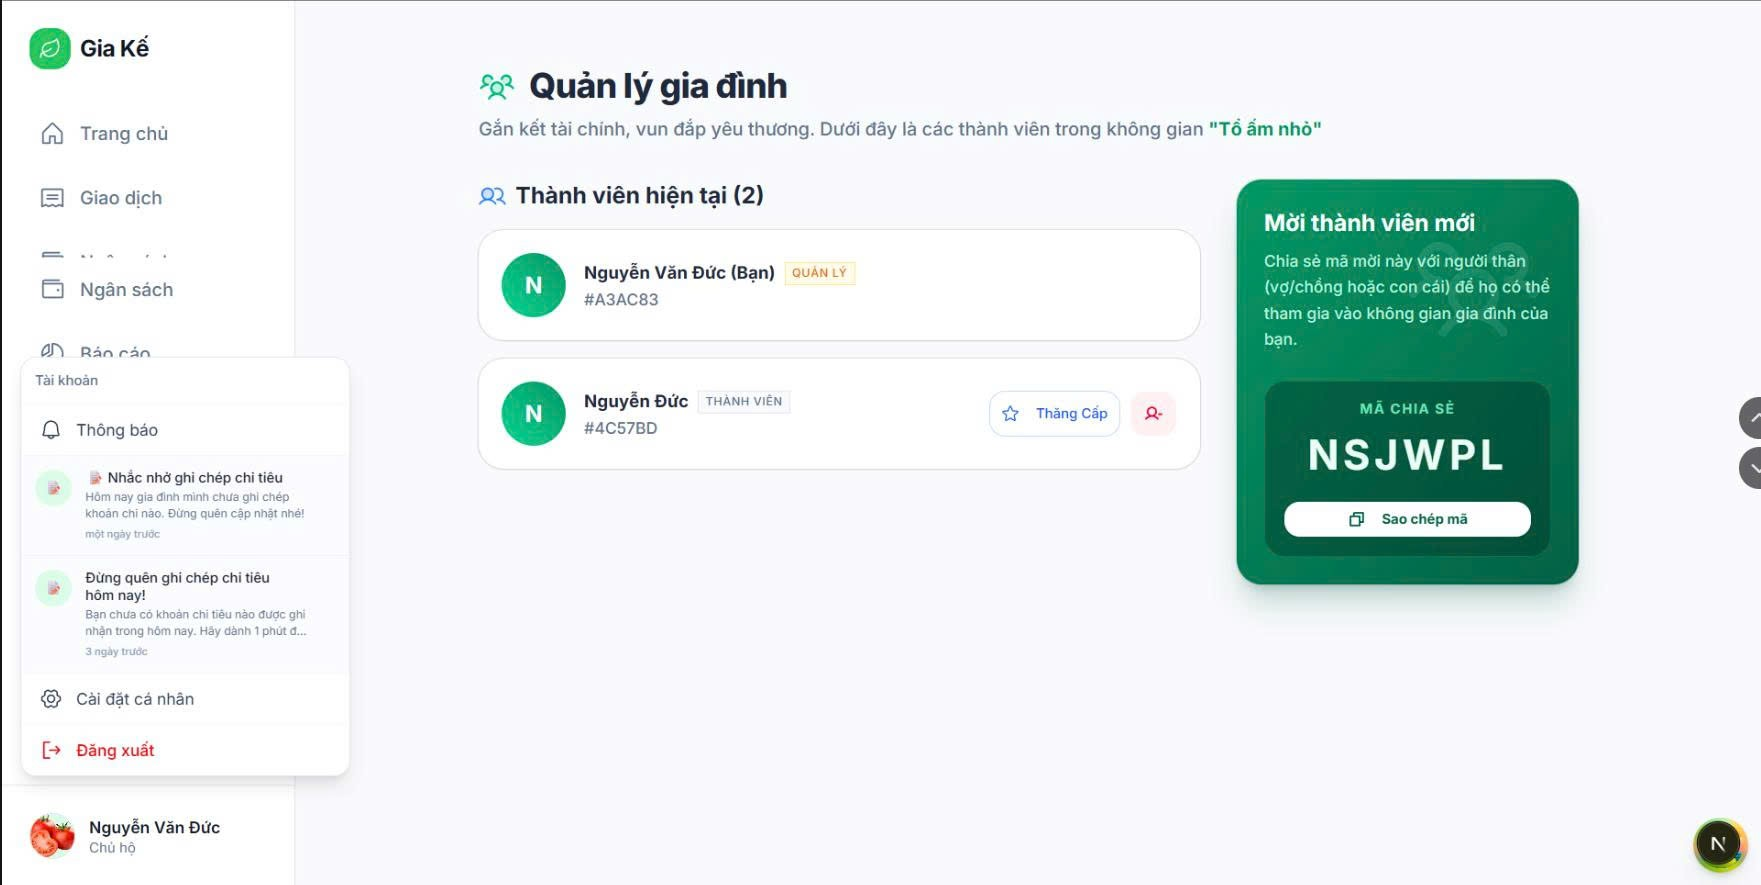 Gia Kế
Trang chủ
Giao dịch
Ngân sách
Báo cáo
Tài khoản
Thông báo
Nhắc nhở ghi chép chi tiêu
Hôm nay gia đình mình chưa ghi chép
khoản chi nào. Đừng quên cập nhật nhé!
một ngày trước
Đừng quên ghi chép chi tiêu
hôm nay!
Bạn chưa có khoản chi tiêu nào được ghi
nhận trong hôm nay. Hãy dành 1 phút đ...
3 ngày trước
Cài đặt cá nhân
Đăng xuất
Nguyễn Văn Đức
Chủ hộ
Quản lý gia đình
Gắn kết tài chính, vun đắp yêu thương. Dưới đây là các thành viên trong không gian "Tổ ấm nhỏ"
Thành viên hiện tại (2)
N
Nguyễn Văn Đức (Bạn) QUẢN LÝ
#A3AC83
N
Nguyễn Đức THÀNH VIÊN
#4C57BD
Thăng Cấp
Mời thành viên mới
Chia sẻ mã mời này với người thân
(vợ/chồng hoặc con cái) để họ có thể
tham gia vào không gian gia đình của
bạn.
MÃ CHIA SẺ
NSJWPL
Sao chép mã
N